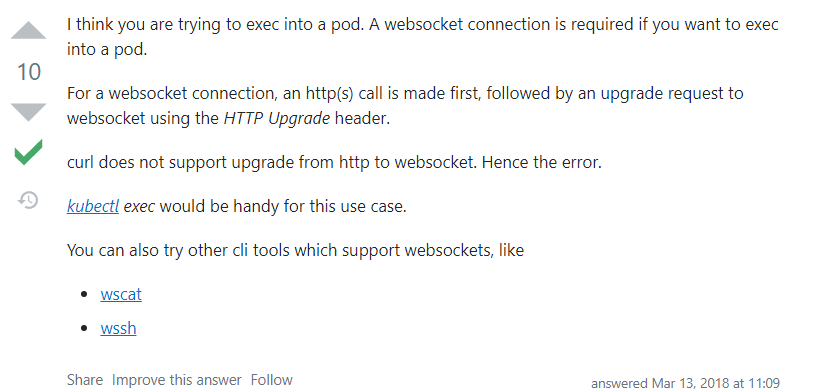 I think you are trying to exec into a pod. A websocket connection is required if you want to exec
into a pod.
10
For a websocket connection, an http(s) call is made first, followed by an upgrade request to
websocket using the HTTP Upgrade header.
curl does not support upgrade from http to websocket. Hence the error.
kubectl exec would be handy for this use case.
You can also try other cli tools which support websockets, like
• wscat
• wssh
Share Improve this answer Follow
answered Mar 13, 2018 at 11:09